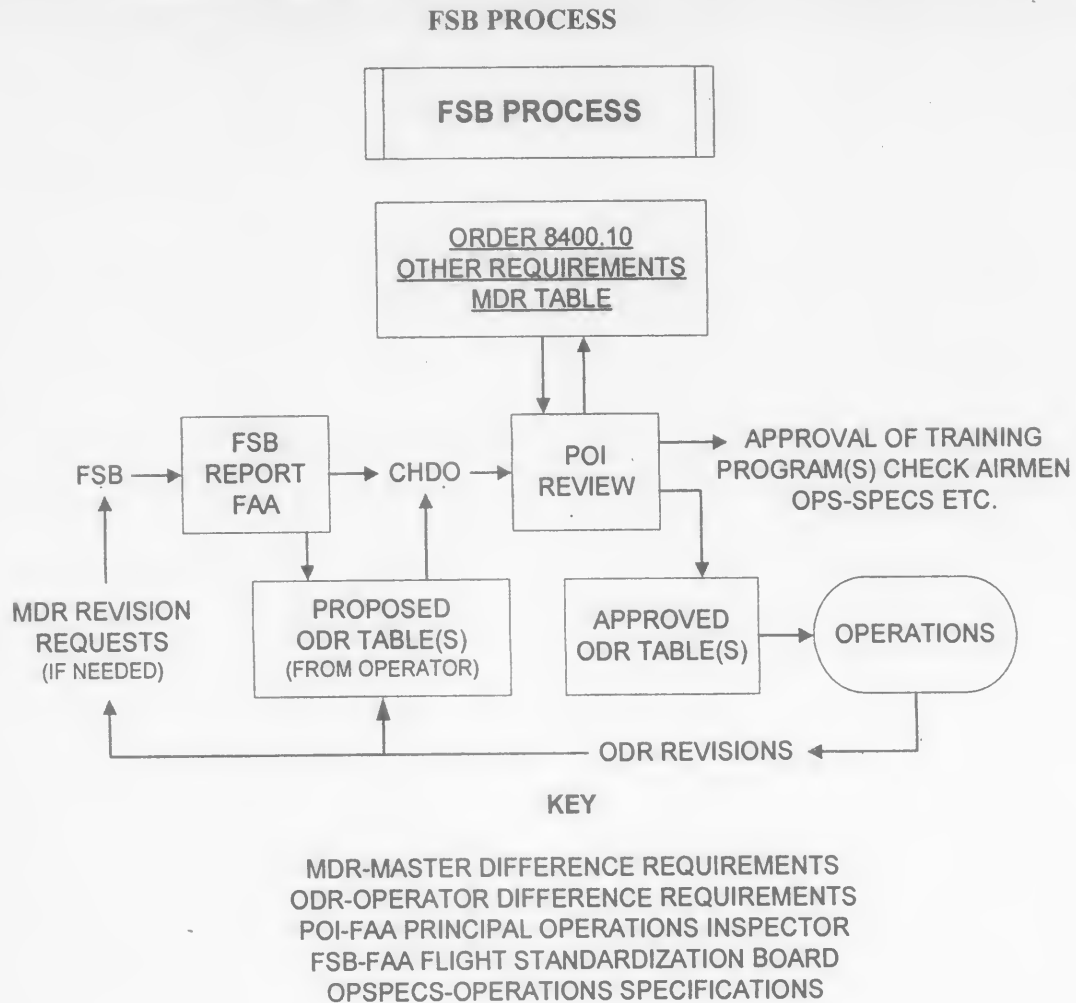 FSB PROCESS
FSB PROCESS
ORDER 8400.10
OTHER REQUIREMENTS
MDR TABLE
FSB
FSB
REPORT
FAA
CHDO
POI
REVIEW
APPROVAL OF TRAINING
PROGRAM(S) CHECK AIRMEN
OPS-SPECS ETC.
MDR REVISION
REQUESTS
(IF NEEDED)
PROPOSED
ODR TABLE(S)
(FROM OPERATOR)
APPROVED
ODR TABLE(S)
OPERATIONS
ODR REVISIONS
KEY
MDR-MASTER DIFFERENCE REQUIREMENTS
ODR-OPERATOR DIFFERENCE REQUIREMENTS
POI-FAA PRINCIPAL OPERATIONS INSPECTOR
FSB-FAA FLIGHT STANDARDIZATION BOARD
OPSPECS-OPERATIONS SPECIFICATIONS